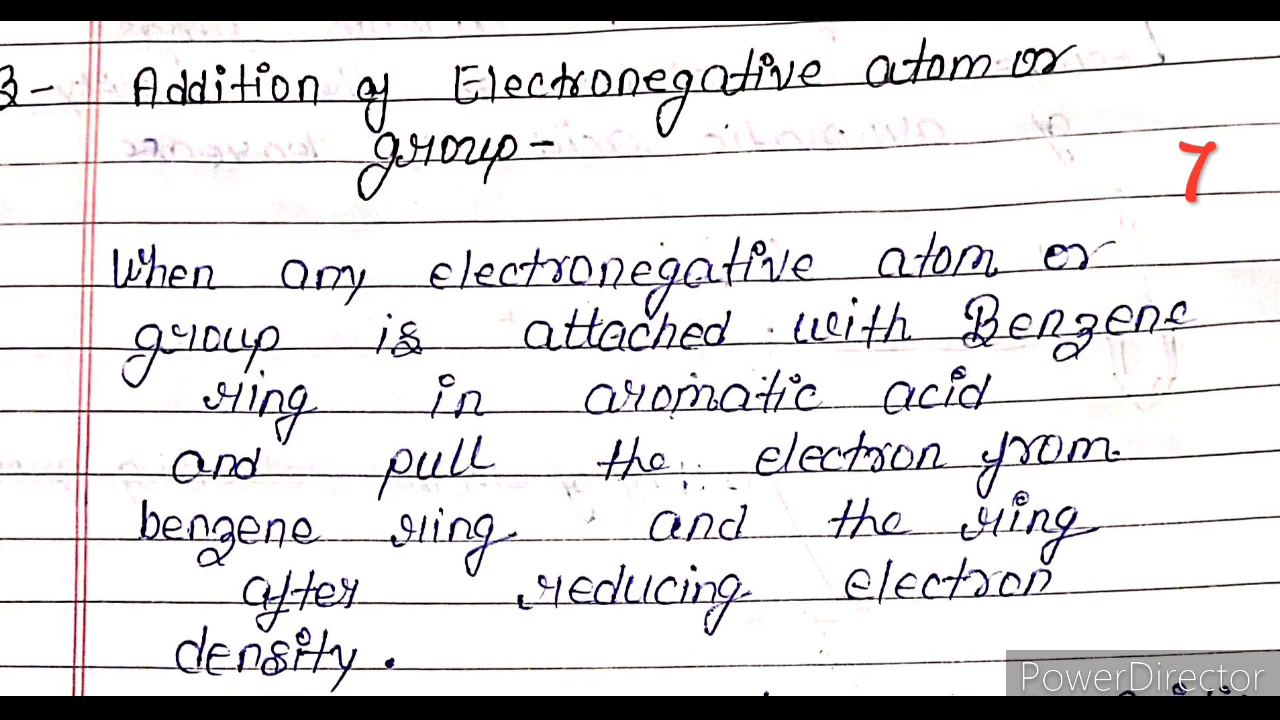 3- Addition of Electronegative atom or
group-
7
When any electronegative atom or
group is attached with Benzene
ring in aromatic acid
and pull the electron from
benzene ring. and the ring
after reducing electron
density.
PowerDirector